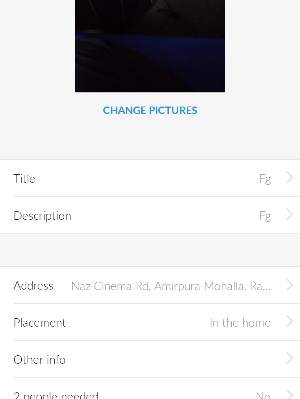 CHANGE PICTURES
Title Fg
Description Fg
Address Naz Cinema Rd, Amirpura Mohalla, Ra...
Placement In the home
Other info
2 people needed No